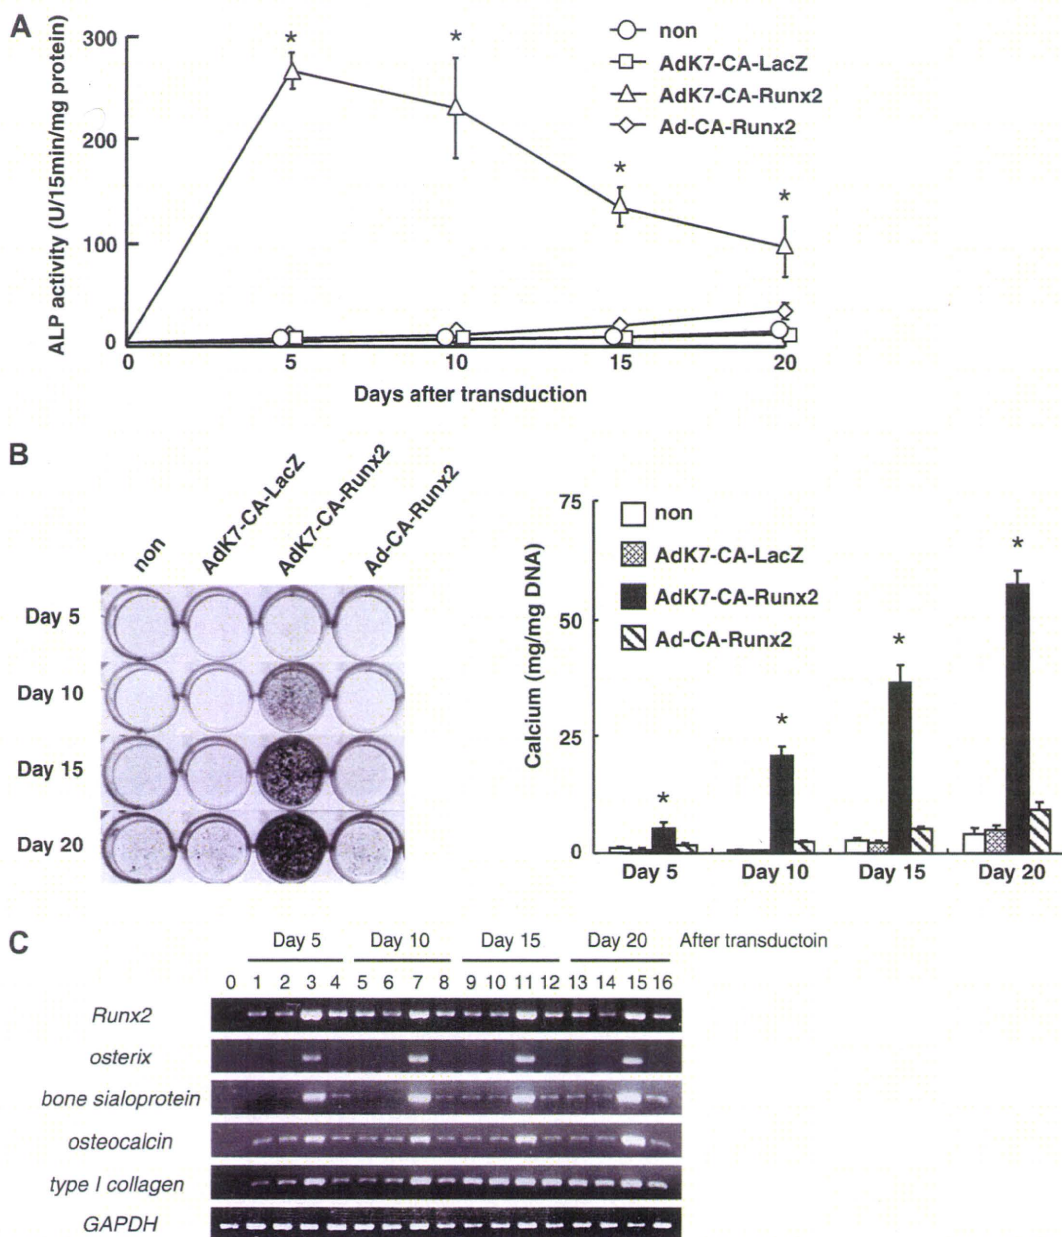 A
300
200
100
0
ALP activity (U/15min/mg protein)
*
*
*
*
non
AdK7-CA-LacZ
AdK7-CA-Runx2
Ad-CA-Runx2
0 5 10 15 20
Days after transduction
B
non
AdK7-CA-LacZ
AdK7-CA-Runx2
Ad-CA-Runx2
Day 5
Day 10
Day 15
Day 20
75
50
25
0
Calcium (mg/mg DNA)
non
AdK7-CA-LacZ
AdK7-CA-Runx2
Ad-CA-Runx2
*
*
*
*
Day 5 Day 10 Day 15 Day 20
C
Day 5 Day 10 Day 15 Day 20 After transductoin
0 1 2 3 4 5 6 7 8 9 10 11 12 13 14 15 16
Runx2
osterix
bone sialoprotein
osteocalcin
type I collagen
GAPDH